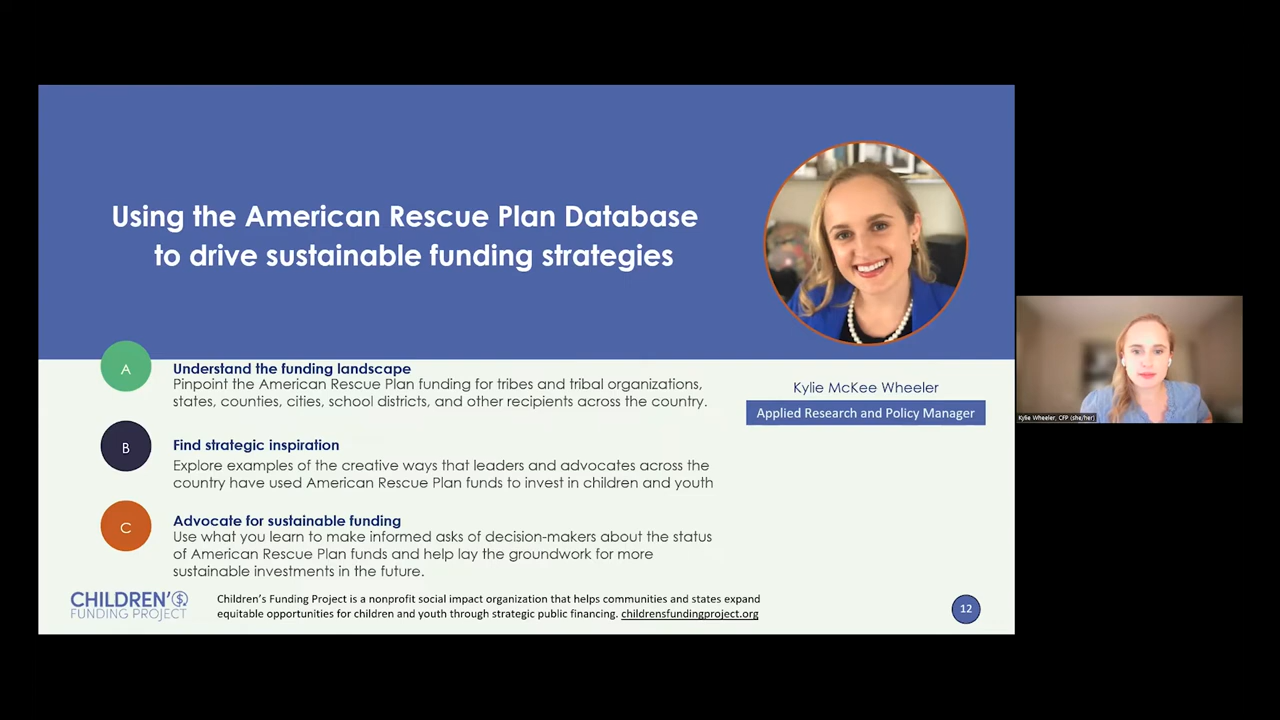 Using the American Rescue Plan Database
to drive sustainable funding strategies
A
Understand the funding landscape
Pinpoint the American Rescue Plan funding for tribes and tribal organizations,
states, counties, cities, school districts, and other recipients across the country.
B
Find strategic inspiration
Explore examples of the creative ways that leaders and advocates across the
country have used American Rescue Plan funds to invest in children and youth
C
Advocate for sustainable funding
Use what you learn to make informed asks of decision-makers about the status
of American Rescue Plan funds and help lay the groundwork for more
sustainable investments in the future.
Kylie McKee Wheeler
Applied Research and Policy Manager
Kylie Wheeler, CFP (she/her)
CHILDREN'$
FUNDING PROJECT
Children's Funding Project is a nonprofit social impact organization that helps communities and states expand
equitable opportunities for children and youth through strategic public financing. childrensfundingproject.org
12